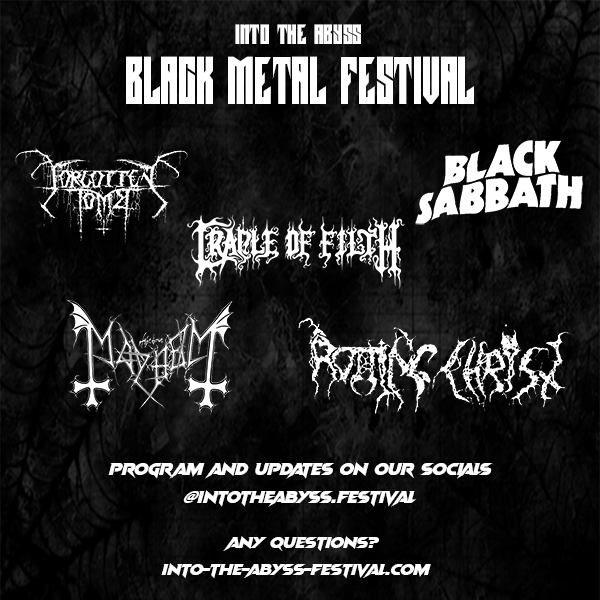 INTO THE ABYSS
BLACK METAL FESTIVAL
FORGOTTEN
TOMB
BLACK
SABBATH
CRADLE OF FILTH
MAYHEM
ROTTING CHRIST
PROGRAM AND UPDATES ON OUR SOCIALS
@INTOTHEABYSS.FESTIVAL
ANY QUESTIONS?
INTO-THE-ABYSS-FESTIVAL.COM